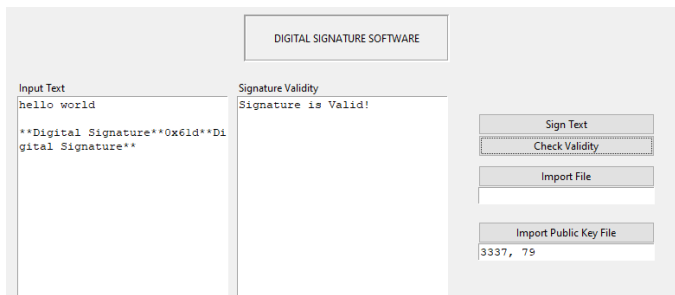 DIGITAL SIGNATURE SOFTWARE
Input Text
hello world
**Digital Signature**0x61d**Di
gital Signature**
Signature Validity
Signature is Valid!
Sign Text
Check Validity
Import File
Import Public Key File
3337, 79